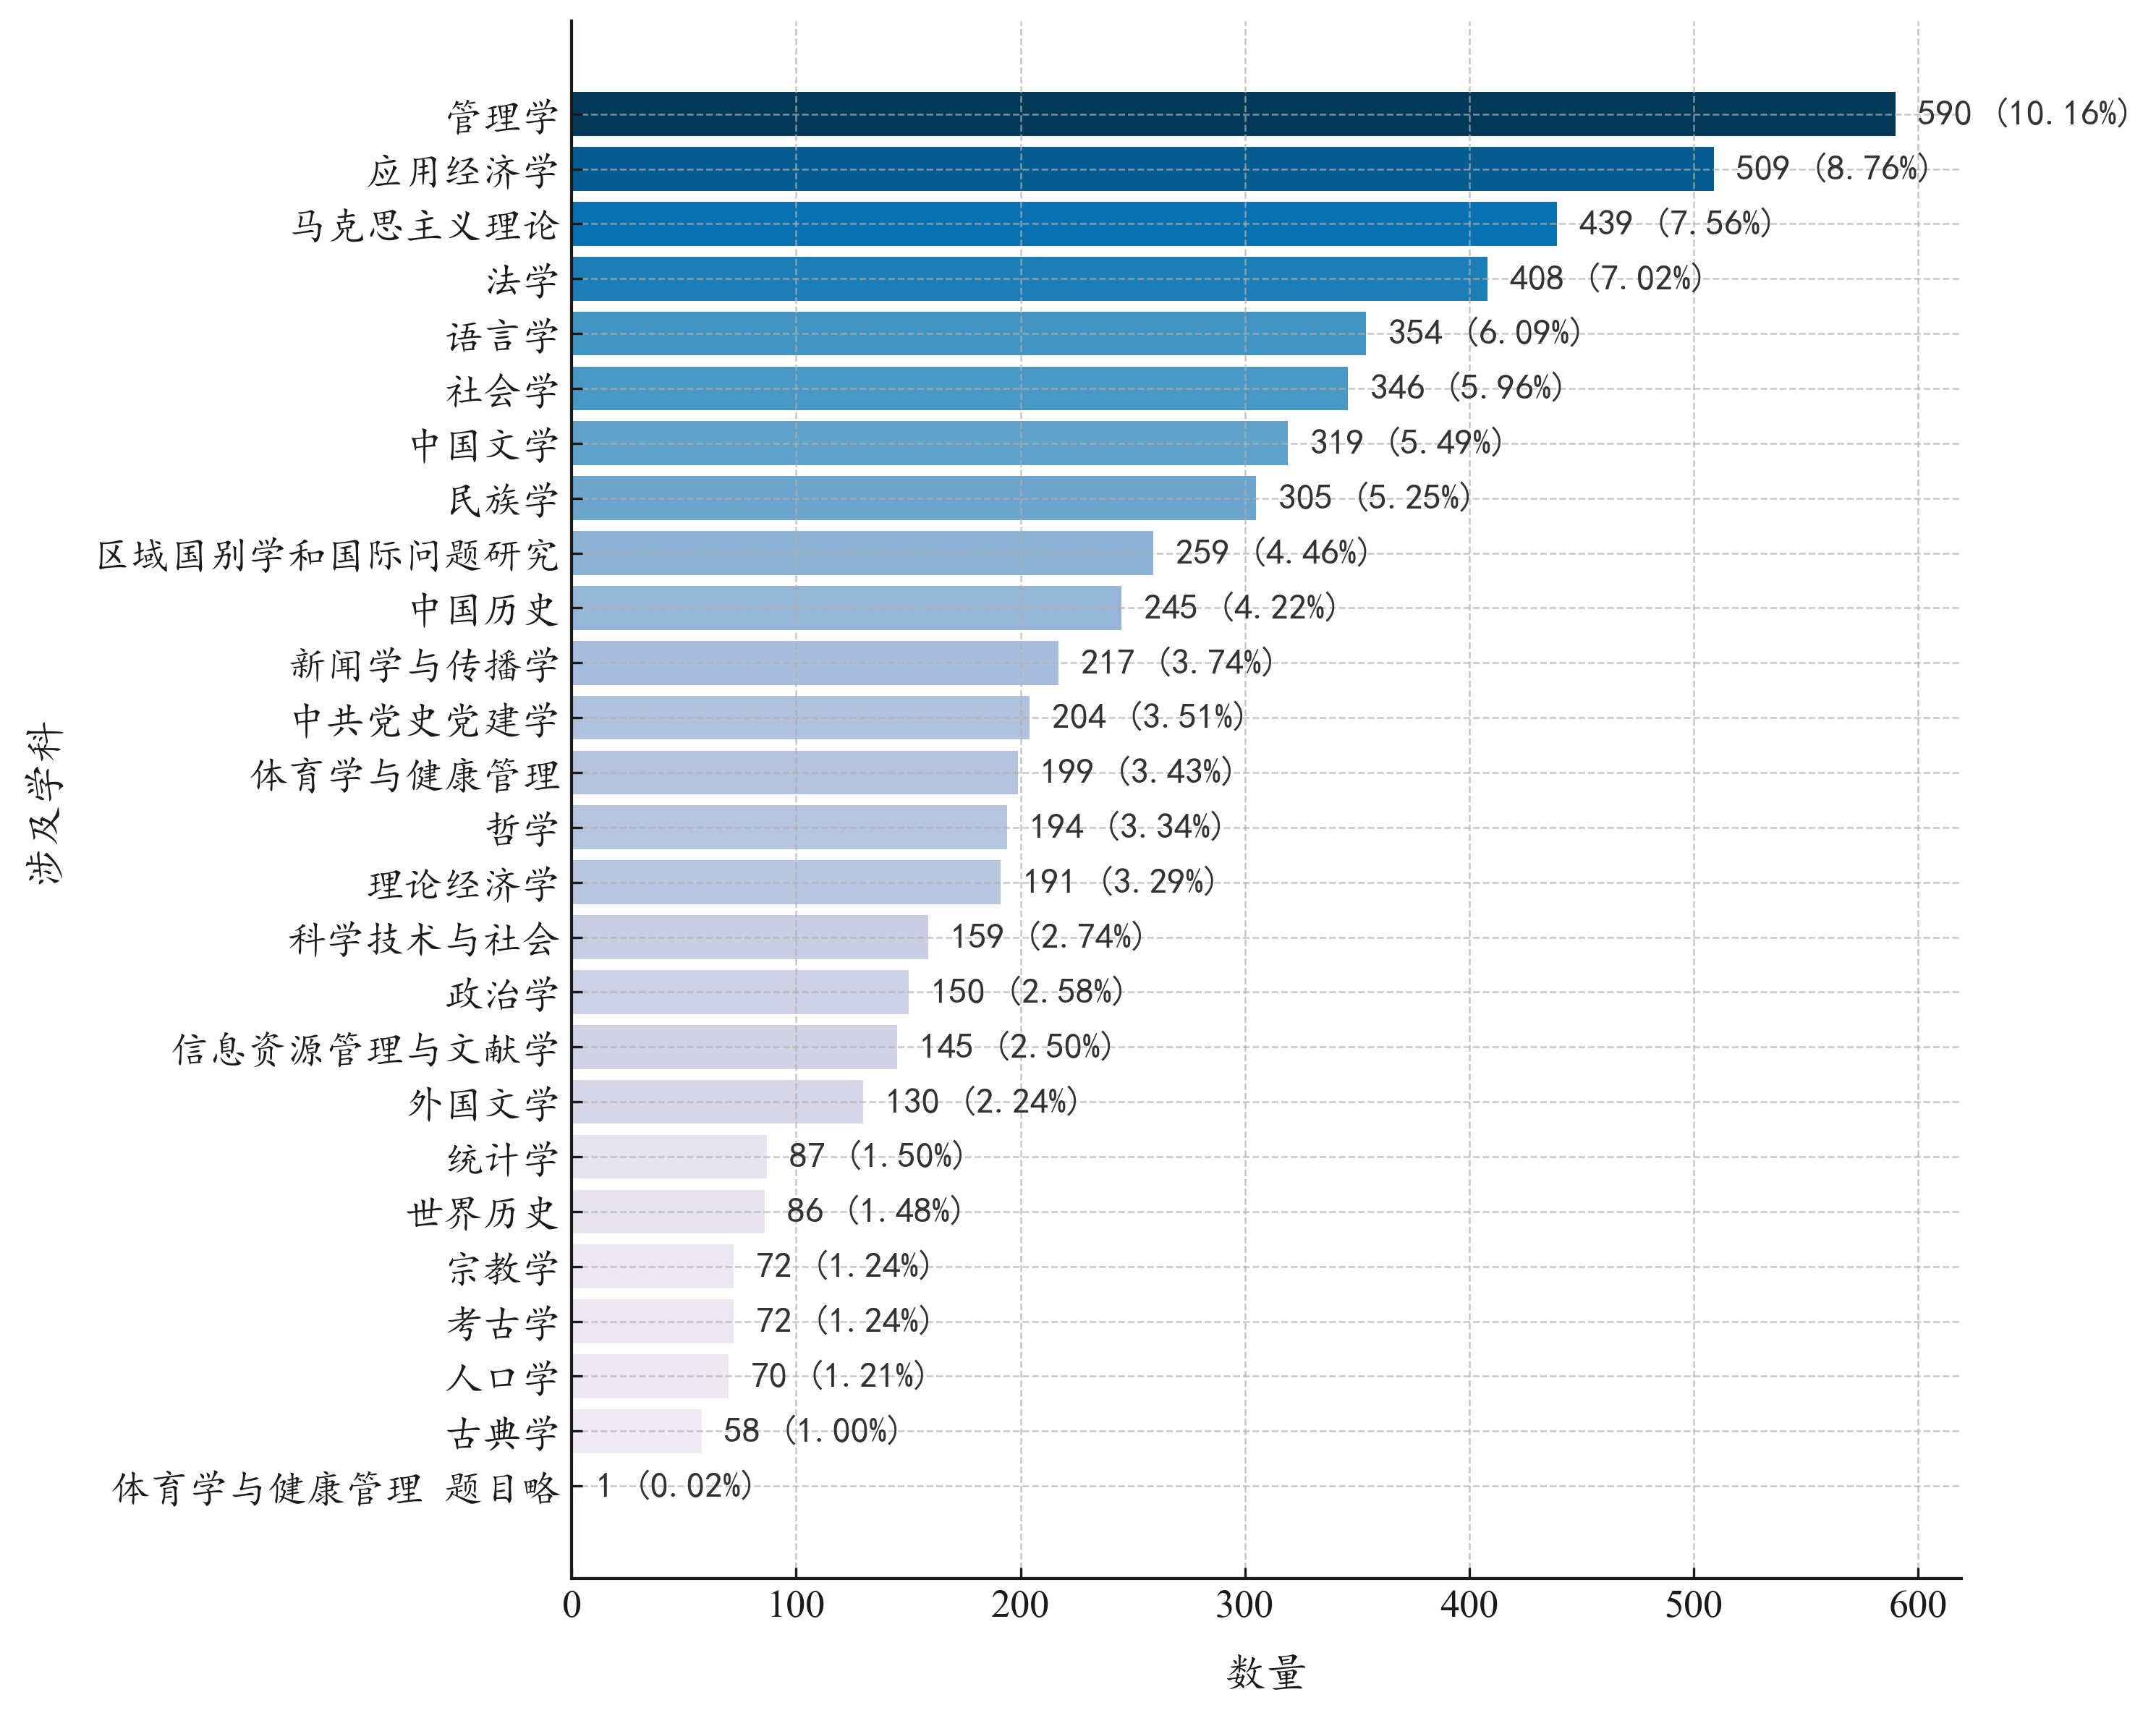 管理学 590 (10.16%)
应用经济学 509 (8.76%)
马克思主义理论 439 (7.56%)
法学 408 (7.02%)
语言学 354 (6.09%)
社会学 346 (5.96%)
中国文学 319 (5.49%)
民族学 305 (5.25%)
区域国别学和国际问题研究 259 (4.46%)
中国历史 245 (4.22%)
新闻学与传播学 217 (3.74%)
中共党史党建学 204 (3.51%)
体育学与健康管理 199 (3.43%)
哲学 194 (3.34%)
理论经济学 191 (3.29%)
科学技术与社会 159 (2.74%)
政治学 150 (2.58%)
信息资源管理与文献学 145 (2.50%)
外国文学 130 (2.24%)
统计学 87 (1.50%)
世界历史 86 (1.48%)
宗教学 72 (1.24%)
考古学 72 (1.24%)
人口学 70 (1.21%)
古典学 58 (1.00%)
体育学与健康管理 题目略 1 (0.02%)
涉及学科
0 100 200 300 400 500 600
数量